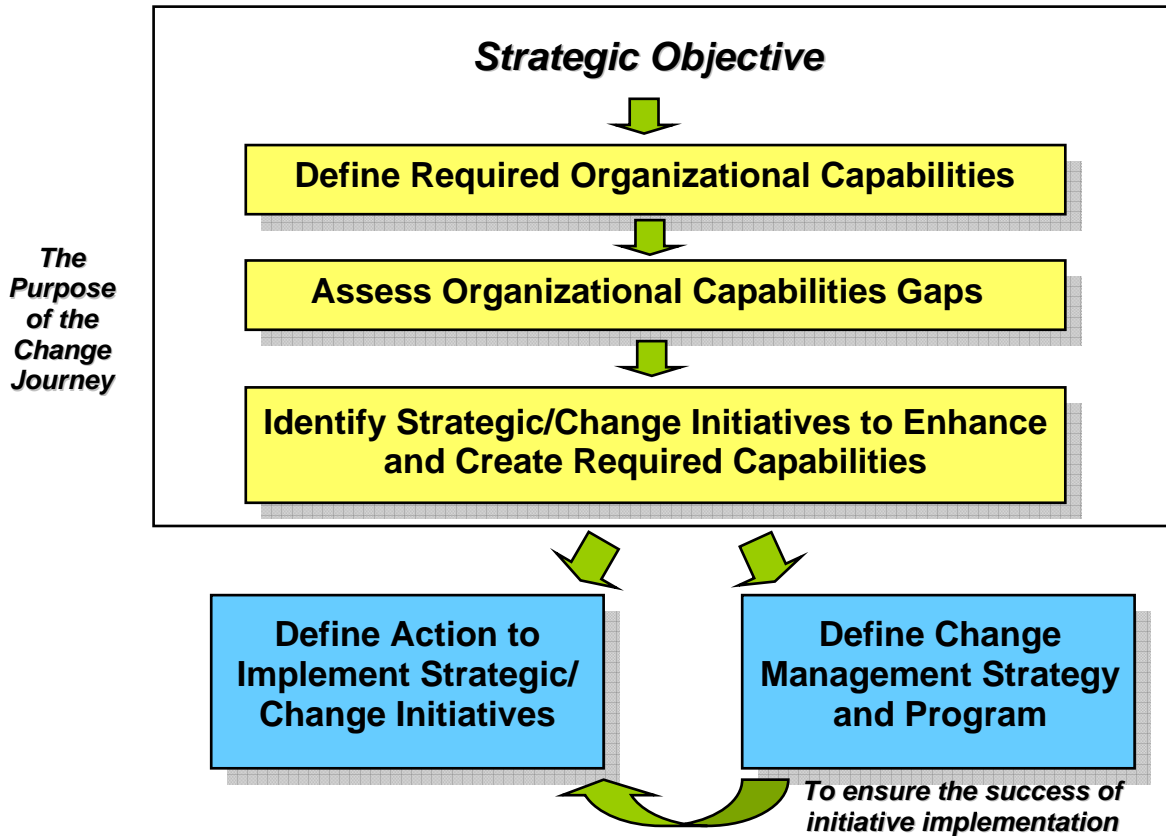 Strategic Objective
Define Required Organizational Capabilities
Assess Organizational Capabilities Gaps
The
Purpose
of the
Change
Journey
Identify Strategic/Change Initiatives to Enhance
and Create Required Capabilities
Define Action to
Implement Strategic/
Change Initiatives
Define Change
Management Strategy
and Program
To ensure the success of
initiative implementation